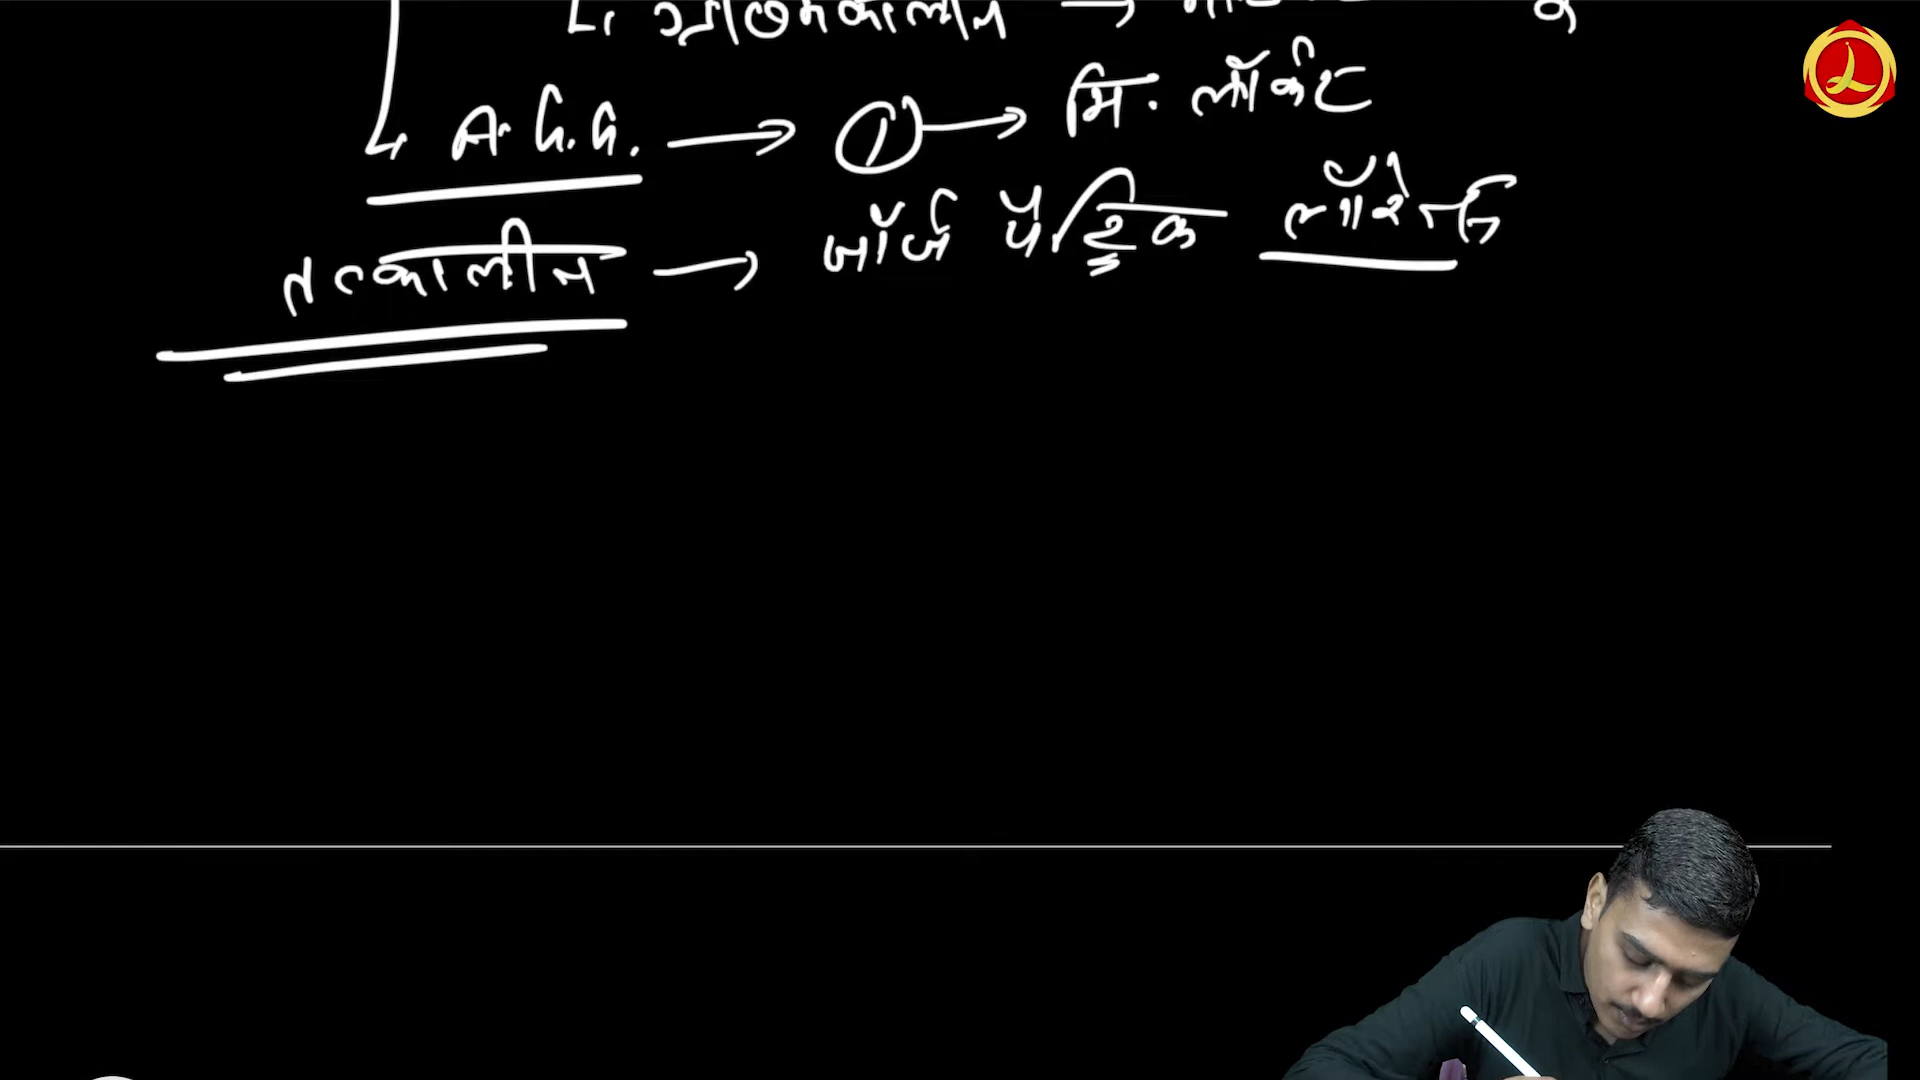 ग्रीष्मकालीन →
A.G.G. → ① → मि. लॉकेट
तत्कालीन → जॉर्ज पैट्रिक लॉरेन्स